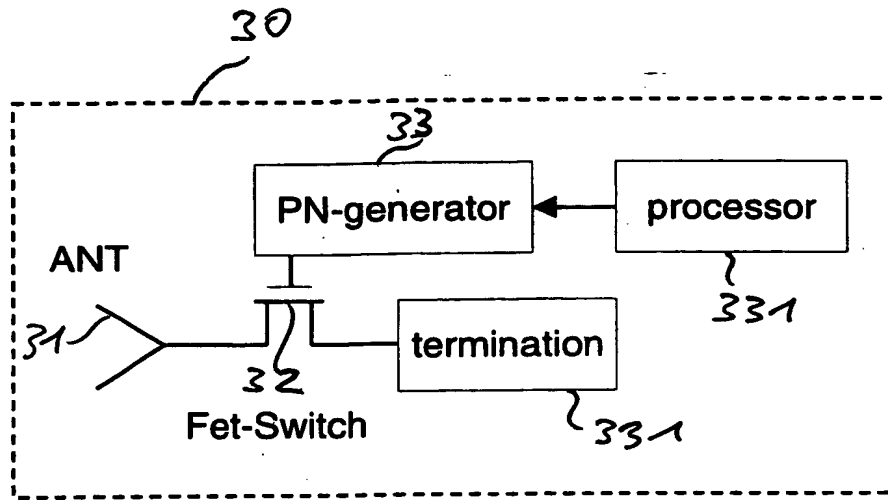 30
33
PN-generator
processor
ANT
331
31
termination
32
Fet-Switch
331